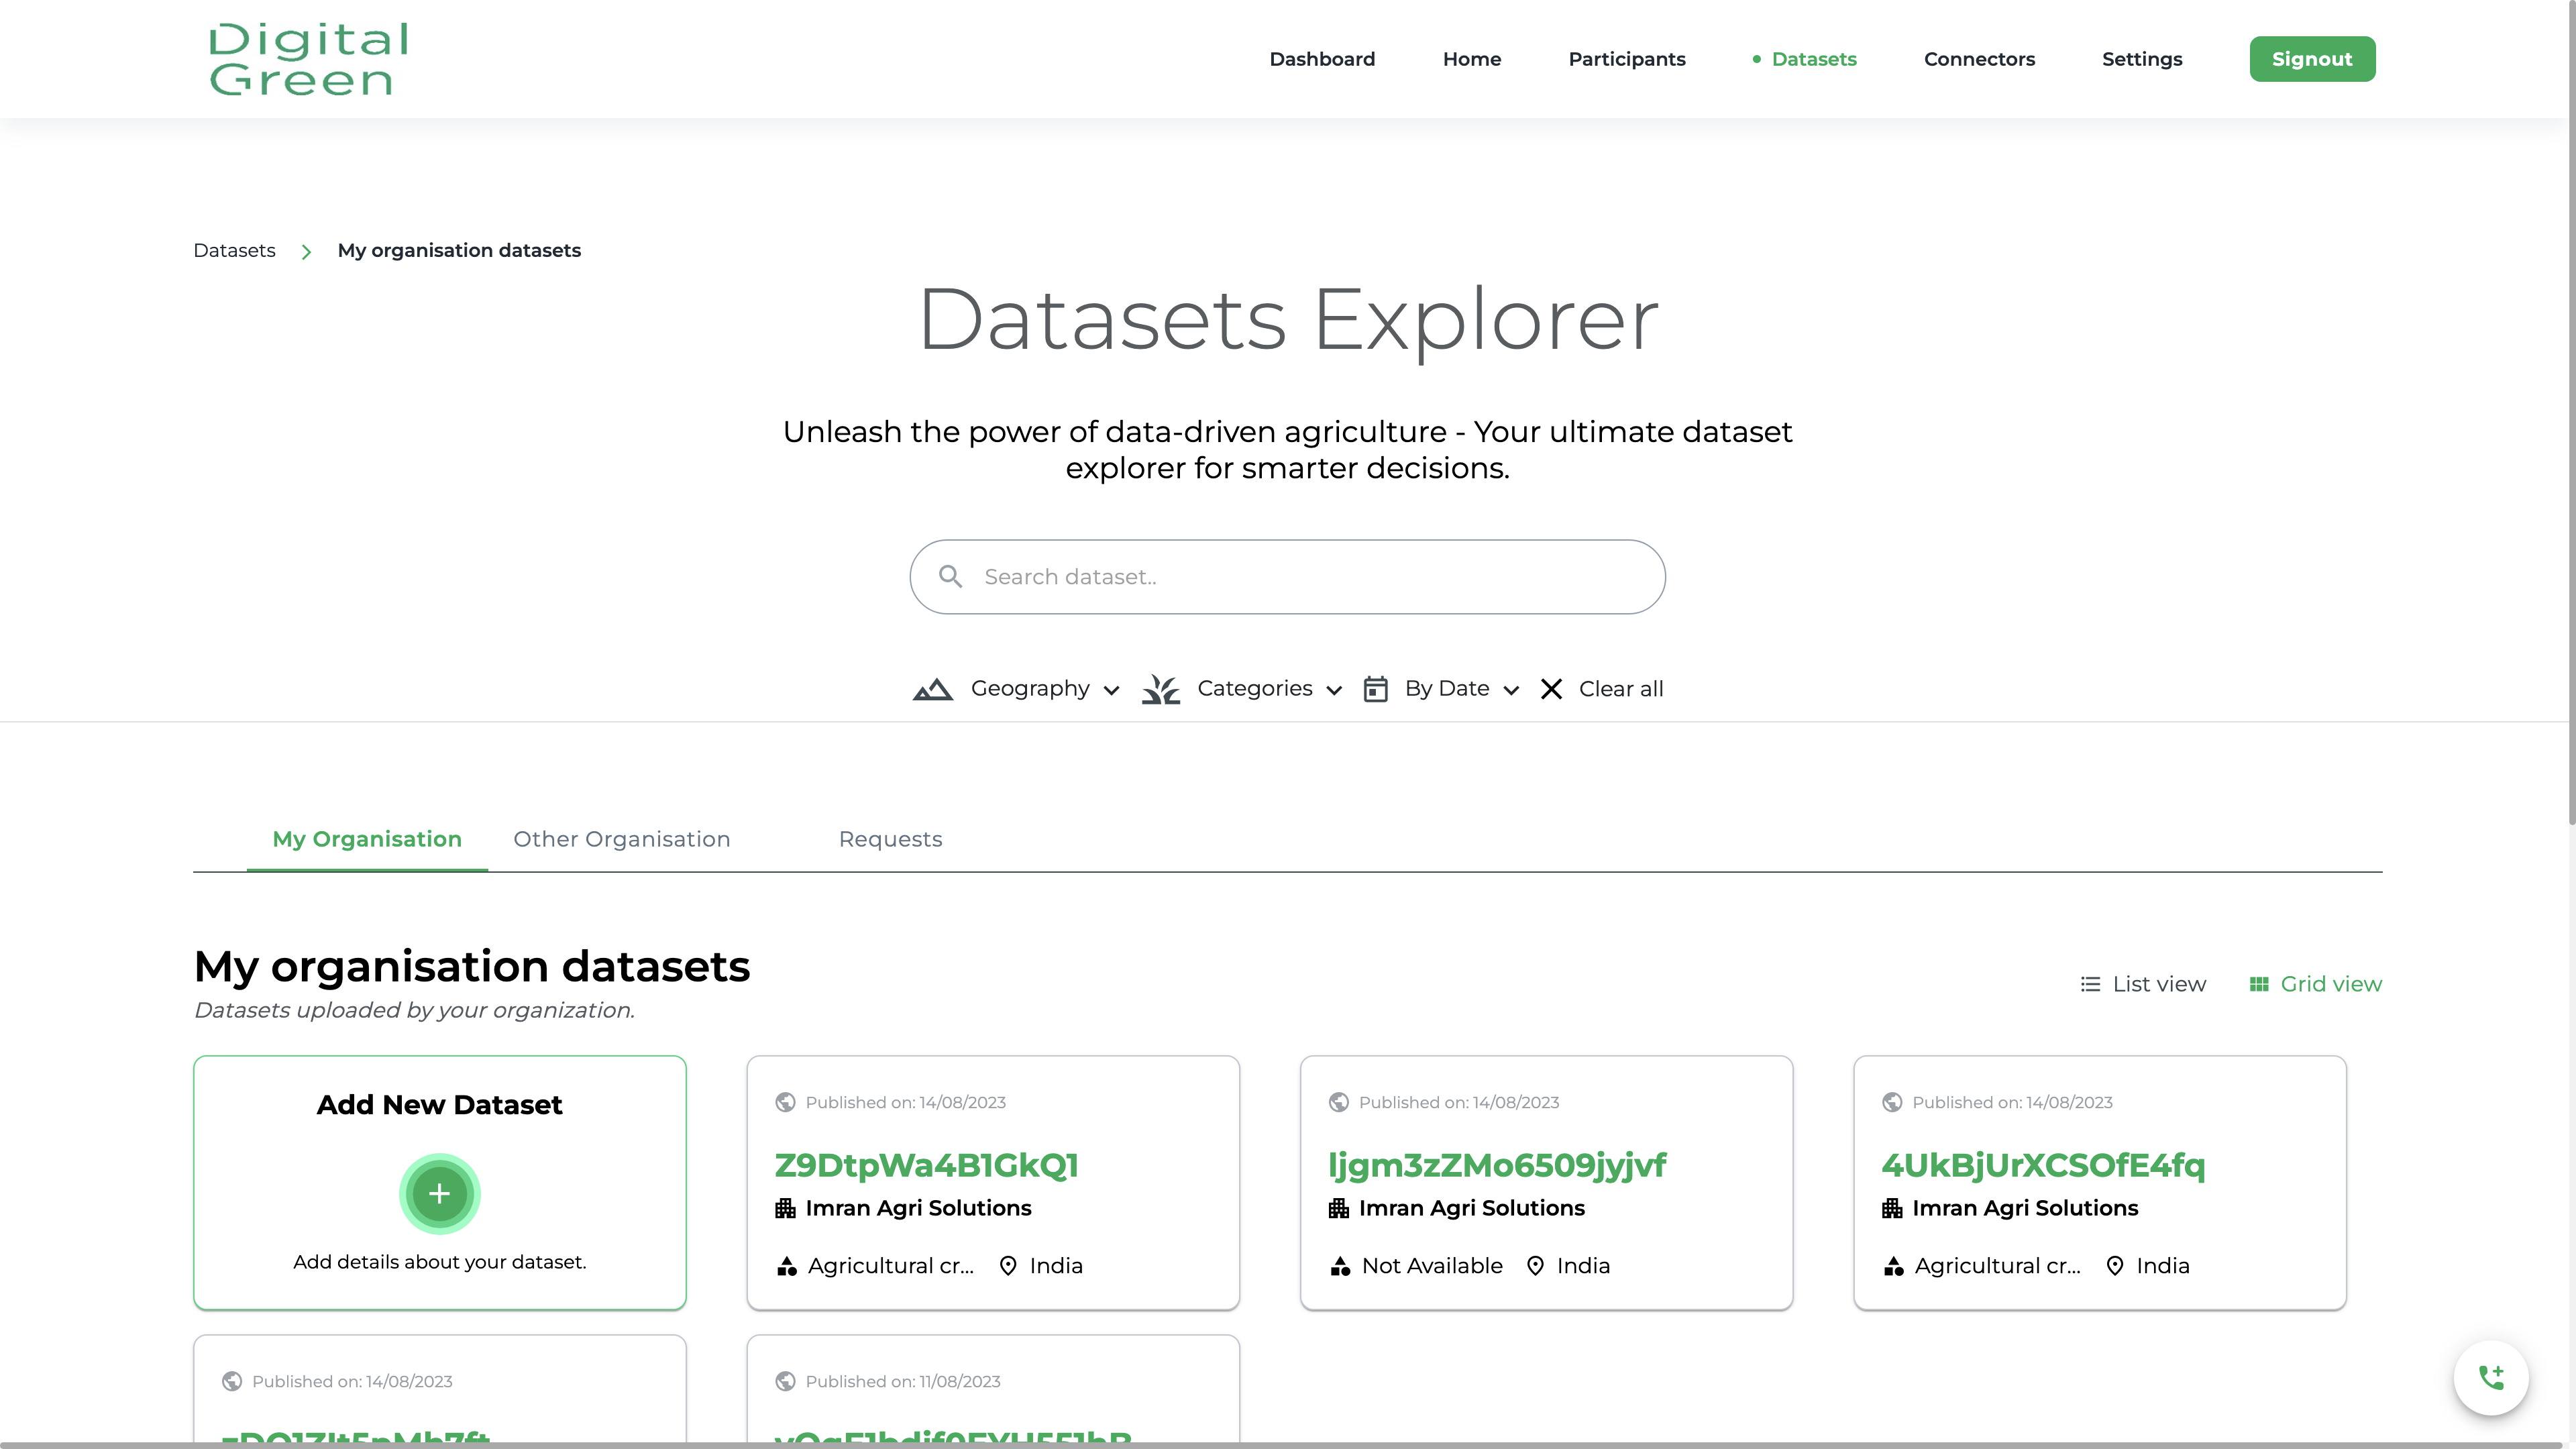 Digital
Green
Dashboard
Home
Participants
Datasets
Connectors
Settings
Signout
Datasets
My organisation datasets
Datasets Explorer
Unleash the power of data-driven agriculture - Your ultimate dataset
explorer for smarter decisions.
Search dataset..
Geography
Categories
By Date
Clear all
My Organisation
Other Organisation
Requests
My organisation datasets
Datasets uploaded by your organization.
List view
Grid view
Add New Dataset
Add details about your dataset.
Published on: 14/08/2023
Z9DtpWa4B1GkQ1
Imran Agri Solutions
Agricultural cr...
India
Published on: 14/08/2023
ljgm3zZMo6509jyjvf
Imran Agri Solutions
Not Available
India
Published on: 14/08/2023
4UkBjUrXCSOfE4fq
Imran Agri Solutions
Agricultural cr...
India
Published on: 14/08/2023
Published on: 11/08/2023